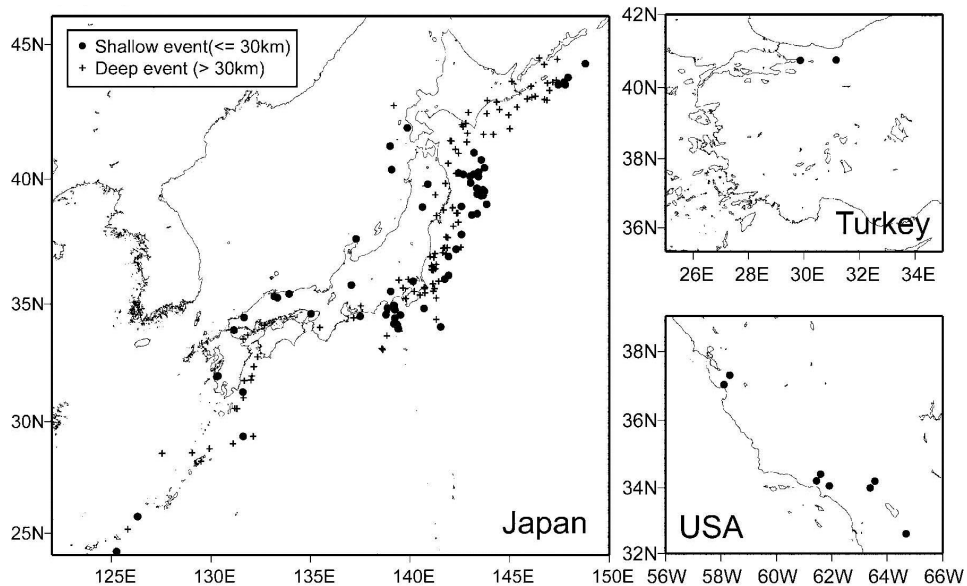 Shallow event(<= 30km)
Deep event (> 30km)
45N
40N
35N
30N
25N
125E
130E
135E
140E
145E
150E
Japan
42N
40N
38N
36N
26E
28E
30E
32E
34E
Turkey
38N
36N
34N
32N
56W
58W
60W
62W
64W
66W
USA